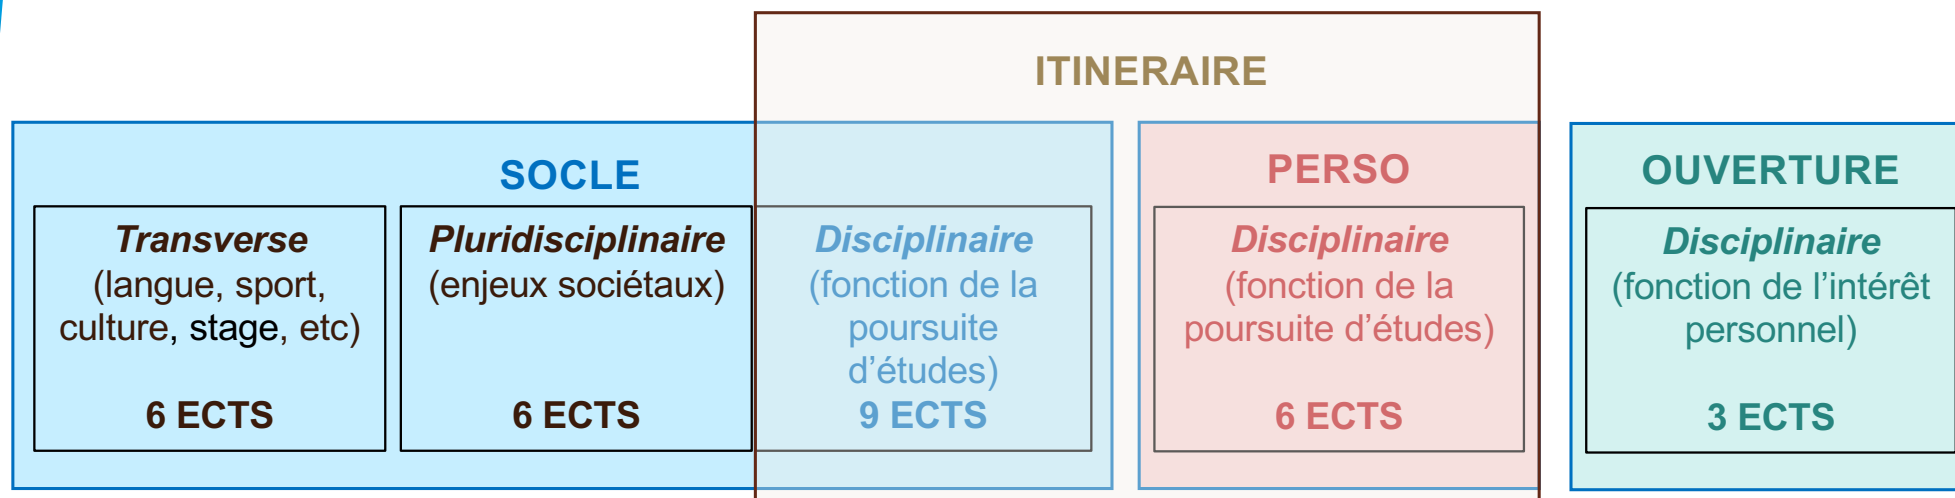 ITINERAIRE
SOCLE
Transverse
(langue, sport,
culture, stage, etc)
6 ECTS
Pluridisciplinaire
(enjeux sociétaux)
6 ECTS
Disciplinaire
(fonction de la
poursuite
d’études)
9 ECTS
PERSO
Disciplinaire
(fonction de la
poursuite d’études)
6 ECTS
OUVERTURE
Disciplinaire
(fonction de l’intérêt
personnel)
3 ECTS